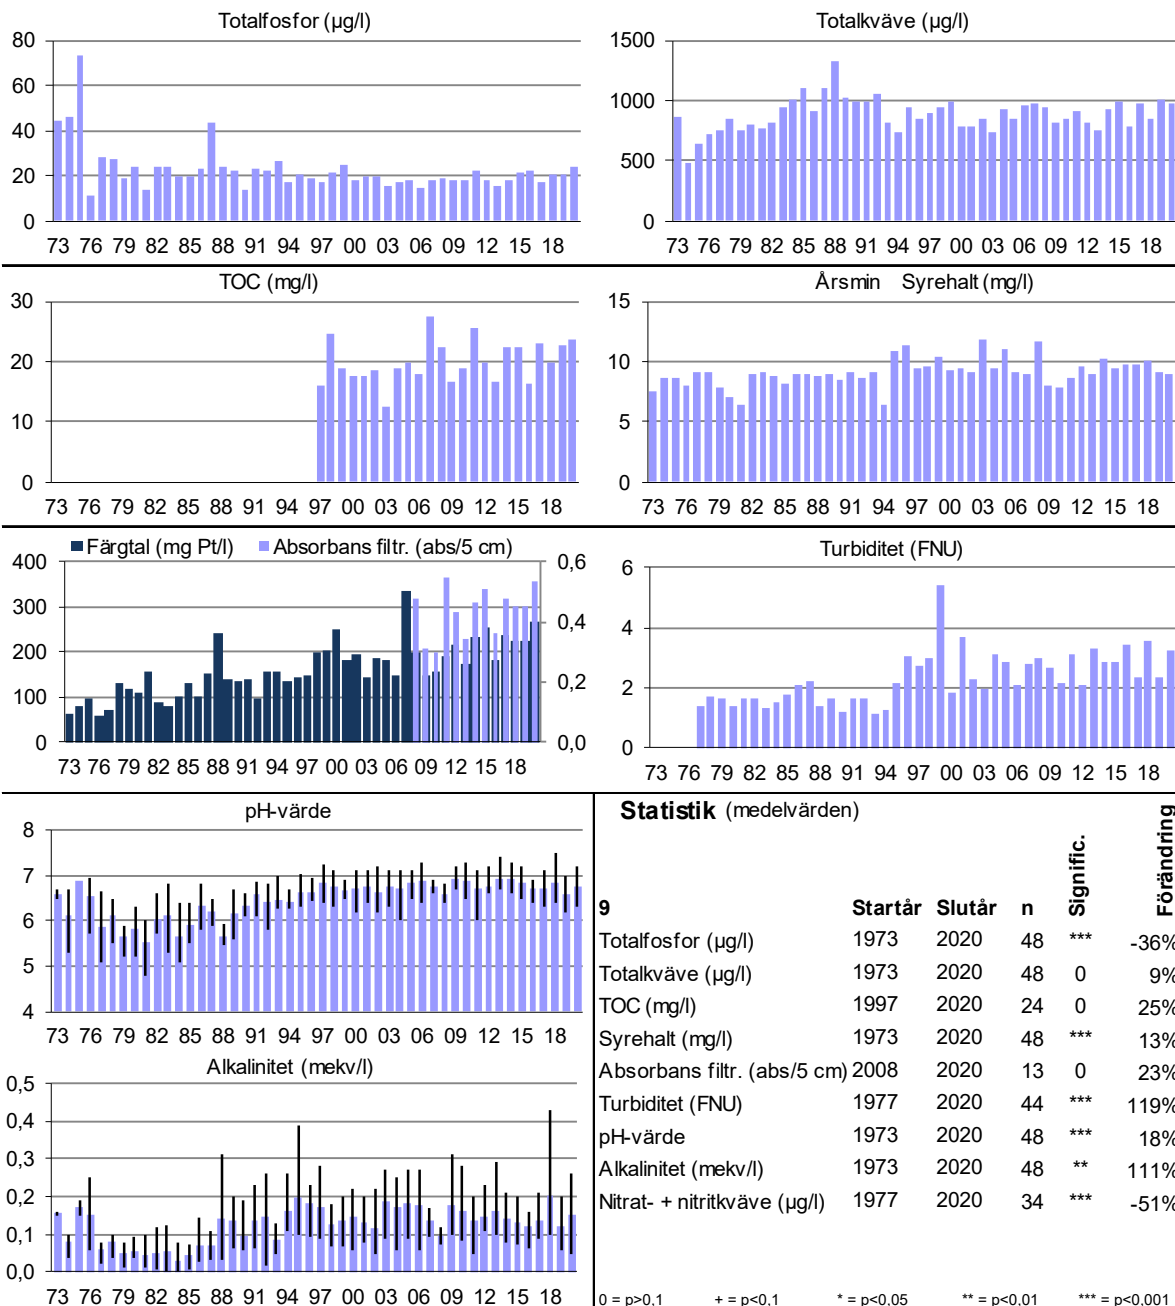 Totalfosfor (µg/l)
80
60
40
20
0
73 76 79 82 85 88 91 94 97 00 03 06 09 12 15 18
Totalkväve (µg/l)
1500
1000
500
0
73 76 79 82 85 88 91 94 97 00 03 06 09 12 15 18
TOC (mg/l)
30
20
10
0
73 76 79 82 85 88 91 94 97 00 03 06 09 12 15 18
Årsmin Syrehalt (mg/l)
15
10
5
0
73 76 79 82 85 88 91 94 97 00 03 06 09 12 15 18
Färgtal (mg Pt/l) Absorbans filtr. (abs/5 cm)
400 0,6
300
0,4
200
0,2
100
0 0,0
73 76 79 82 85 88 91 94 97 00 03 06 09 12 15 18
Turbiditet (FNU)
6
4
2
0
73 76 79 82 85 88 91 94 97 00 03 06 09 12 15 18
pH-värde
8
7
6
5
4
73 76 79 82 85 88 91 94 97 00 03 06 09 12 15 18
Alkalinitet (mekv/l)
0,5
0,4
0,3
0,2
0,1
0,0
73 76 79 82 85 88 91 94 97 00 03 06 09 12 15 18
Statistik (medelvärden)
9 Startår Slutår n Signific. Förändring
Totalfosfor (µg/l) 1973 2020 48 *** -36%
Totalkväve (µg/l) 1973 2020 48 0 9%
TOC (mg/l) 1997 2020 24 0 25%
Syrehalt (mg/l) 1973 2020 48 *** 13%
Absorbans filtr. (abs/5 cm) 2008 2020 13 0 23%
Turbiditet (FNU) 1977 2020 44 *** 119%
pH-värde 1973 2020 48 *** 18%
Alkalinitet (mekv/l) 1973 2020 48 ** 111%
Nitrat- + nitritkväve (µg/l) 1977 2020 34 *** -51%
0 = p>0,1 + = p<0,1 * = p<0,05 ** = p<0,01 *** = p<0,001